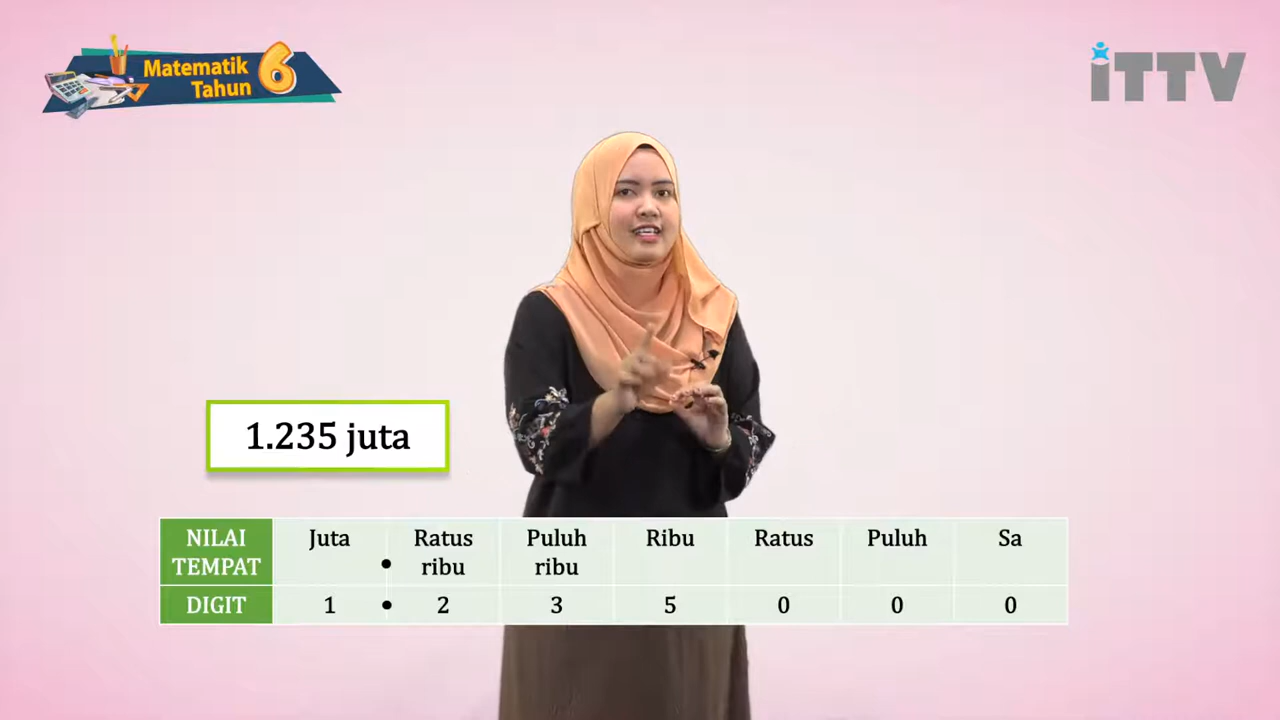 Matematik
Tahun 6
iTTV
1.235 juta
NILAI TEMPAT Juta • Ratus ribu Puluh ribu Ribu Ratus Puluh Sa
DIGIT 1 • 2 3 5 0 0 0